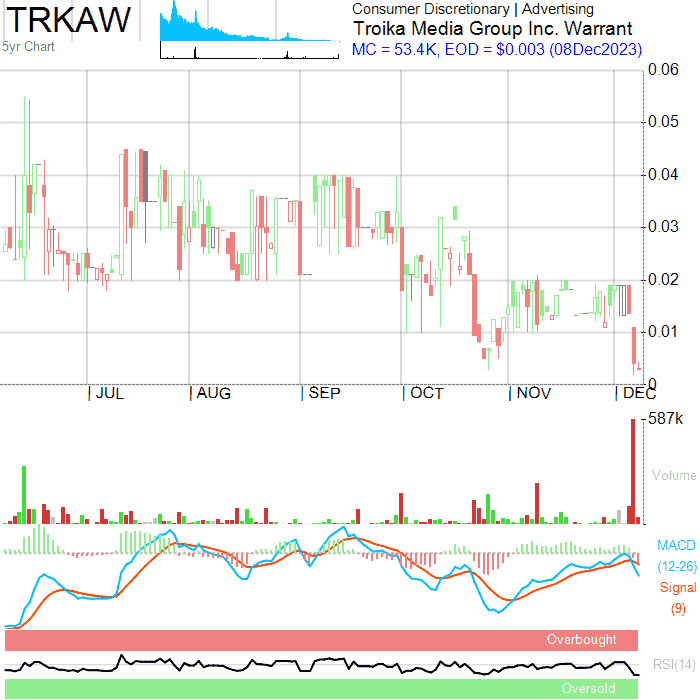 TRKAW
5yr Chart
Consumer Discretionary | Advertising
Troika Media Group Inc. Warrant
MC = 53.4K, EOD = $0.003 (08Dec2023)
0.06
0.05
0.04
0.03
0.02
0.01
0
JUL AUG SEP OCT NOV DEC
587k
Volume
MACD
(12-26)
Signal
(9)
Overbought
RSI(14)
Oversold